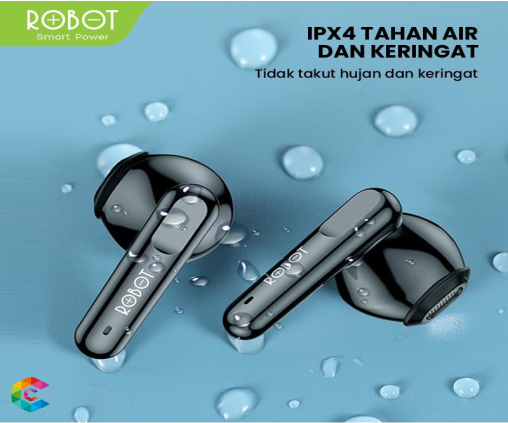 ROBOT
Smart Power
IPX4 TAHAN AIR
DAN KERINGAT
Tidak takut hujan dan keringat
ROBOT
ROBOT
C